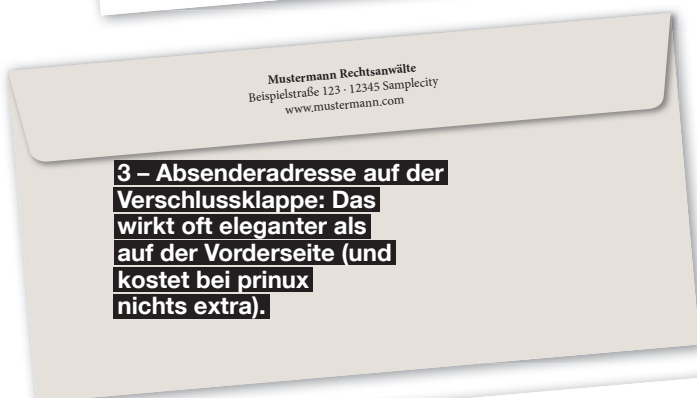 Mustermann Rechtsanwälte
Beispielstraße 123 · 12345 Samplecity
www.mustermann.com
3 – Absenderadresse auf der
Verschlussklappe: Das
wirkt oft eleganter als
auf der Vorderseite (und
kostet bei prinux
nichts extra).